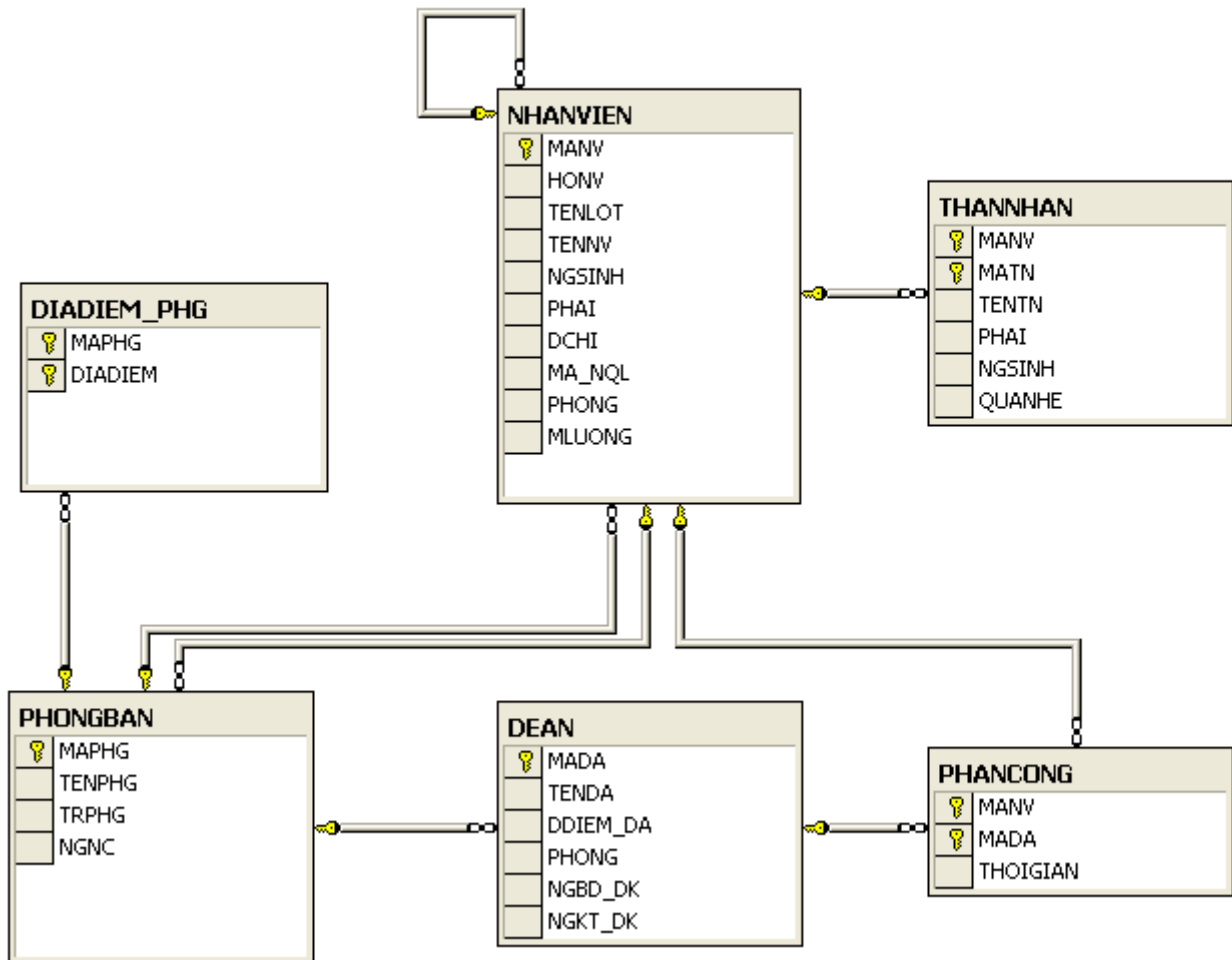 NHANVIEN
MANV
HONV
TENLOT
TENNV
NGSINH
PHAI
DCHI
MA_NQL
PHONG
MLUONG
THANNHAN
MANV
MATN
TENTN
PHAI
NGSINH
QUANHE
DIADIEM_PHG
MAPHG
DIADIEM
PHONGBAN
MAPHG
TENPHG
TRPHG
NGNC
DEAN
MADA
TENDA
DDIEM_DA
PHONG
NGBD_DK
NGKT_DK
PHANCONG
MANV
MADA
THOIGIAN